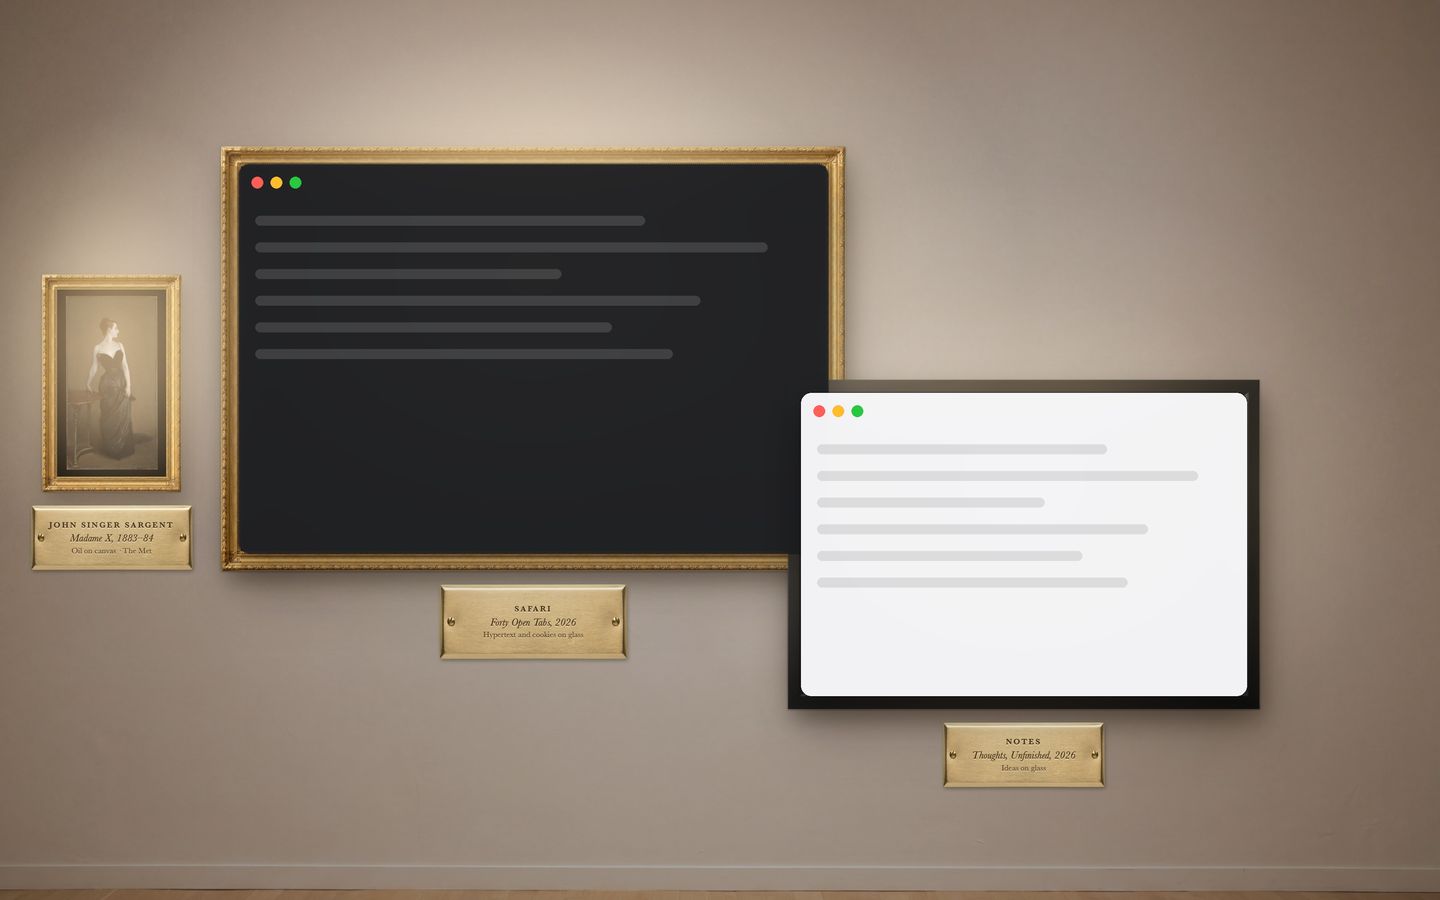 JOHN SINGER SARGENT
Madame X, 1883–84
Oil on canvas · The Met
SAFARI
Forty Open Tabs, 2026
Hypertext and cookies on glass
NOTES
Thoughts, Unfinished, 2026
Ideas on glass